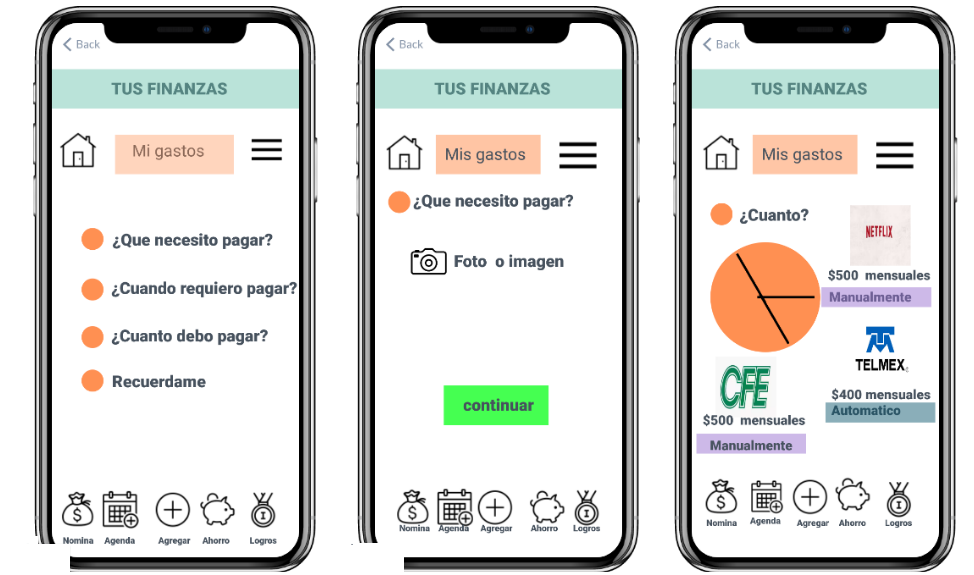 Back
TUS FINANZAS
Mi gastos
¿Que necesito pagar?
¿Cuando requiero pagar?
¿Cuanto debo pagar?
Recuerdame
Nomina Agenda Agregar Ahorro Logros
Back
TUS FINANZAS
Mis gastos
¿Que necesito pagar?
Foto o imagen
continuar
Nomina Agenda Agregar Ahorro Logros
Back
TUS FINANZAS
Mis gastos
¿Cuanto?
NETFLIX
$500 mensuales
Manualmente
TELMEX
$400 mensuales
Automatico
CFE
$500 mensuales
Manualmente
Nomina Agenda Agregar Ahorro Logros